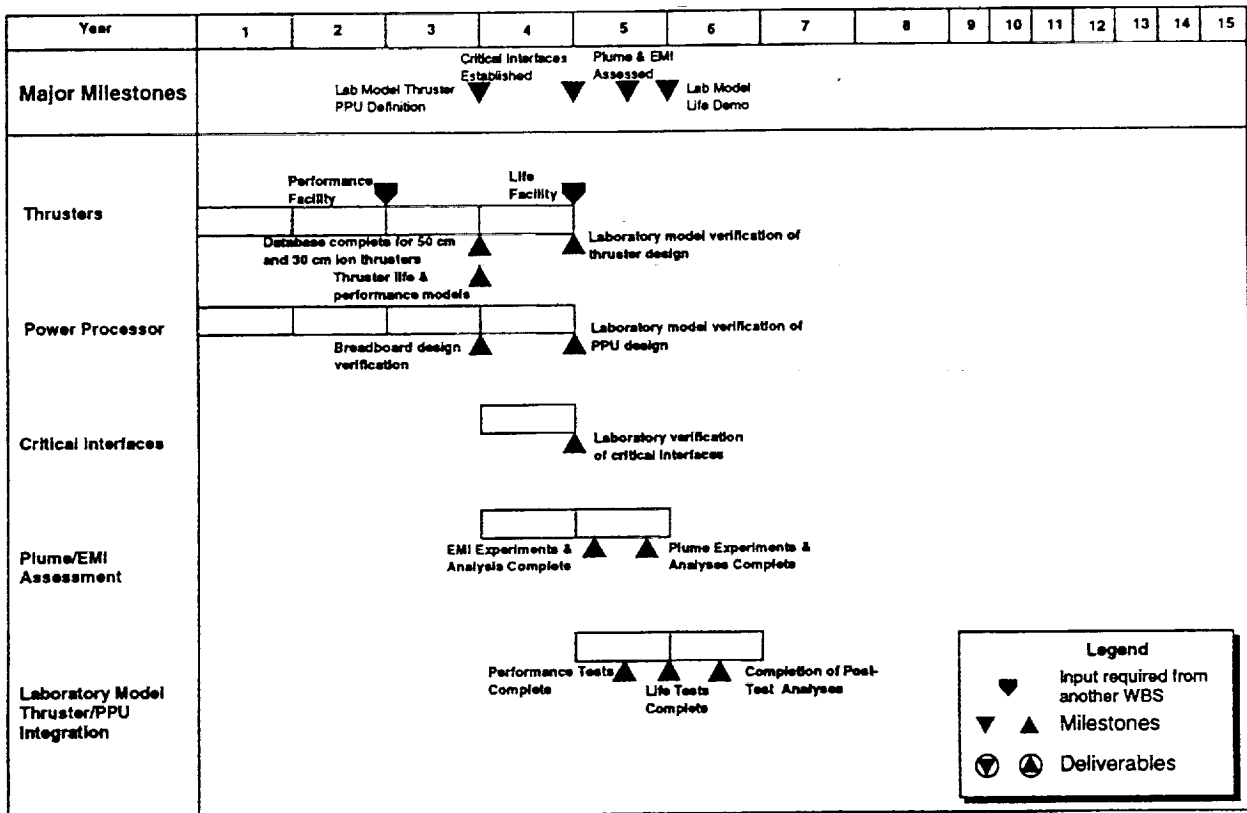 Year 1 2 3 4 5 6 7 8 9 10 11 12 13 14 15
Major Milestones
Critical Interfaces
Established
Plume & EMI
Assessed
Lab Model Thruster
PPU Definition
Lab Model
Life Demo
Thrusters
Performance
Facility
Life
Facility
Database complete for 50 cm
and 30 cm ion thrusters
Laboratory model verification of
thruster design
Thruster life &
performance models
Power Processor
Breadboard design
verification
Laboratory model verification of
PPU design
Critical Interfaces
Laboratory verification
of critical interfaces
Plume/EMI
Assessment
EMI Experiments &
Analysis Complete
Plume Experiments &
Analyses Complete
Laboratory Model
Thruster/PPU
Integration
Performance Tests
Complete
Life Tests
Complete
Completion of Post-
Test Analyses
Legend
Input required from
another WBS
Milestones
Deliverables